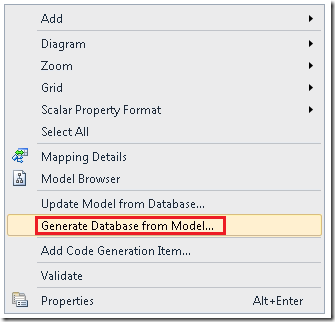 Add
Diagram
Zoom
Grid
Scalar Property Format
Select All
Mapping Details
Model Browser
Update Model from Database...
Generate Database from Model...
Add Code Generation Item...
Validate
Properties Alt+Enter